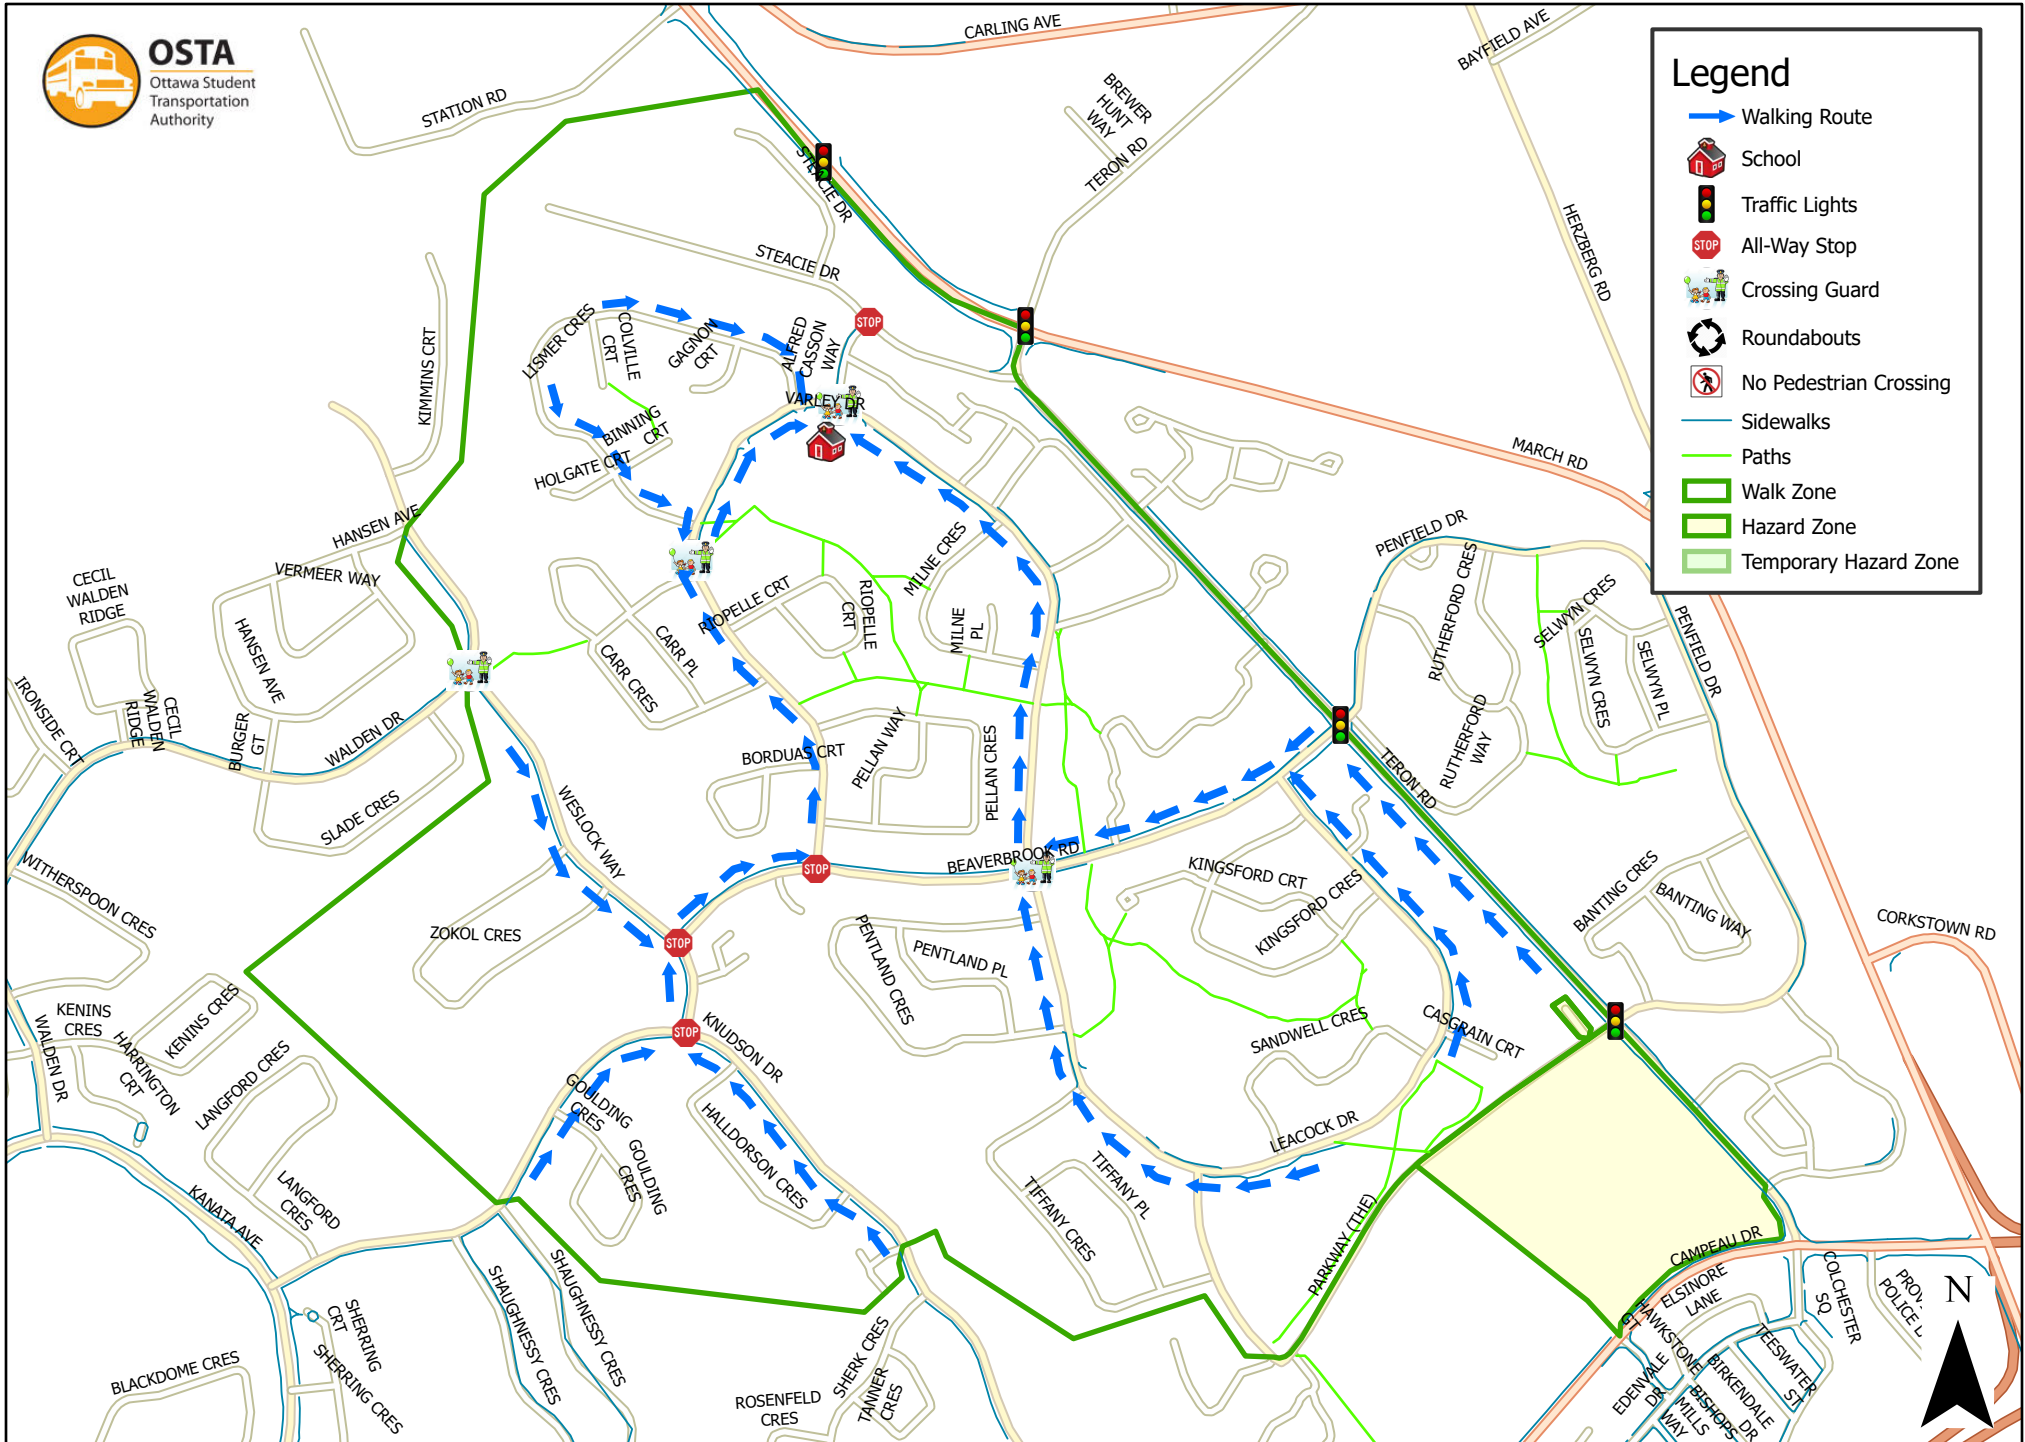 OSTA
Ottawa Student
Transportation
Authority
CARLING AVE
BAYFIELD AVE
STATION RD
BREWER
HUNT
WAY
TERON RD
STEACIE DR
HERZBERG RD
STEACIE DR
Legend
Walking Route
School
Traffic Lights
STOP
All-Way Stop
Crossing Guard
Roundabouts
No Pedestrian Crossing
Sidewalks
Paths
Walk Zone
Hazard Zone
Temporary Hazard Zone
KIMMINS CRT
LISMER CRES
COLVILLE
CRT
GAGNON
CRT
ALFRED
CASSON
WAY
STOP
VARLEY DR
BINNING
CRT
HOLGATE CRT
MARCH RD
HANSEN AVE
VERMEER WAY
CECIL
WALDEN
RIDGE
HANSEN AVE
MILNE CRES
RIOPELLE CRT
RIOPELLE
CRT
MILNE
PL
CARR PL
CARR CRES
PENFIELD DR
RUTHERFORD CRES
SELWYN CRES
SELWYN CRES
SELWYN PL
PENFIELD DR
IRONSIDE CRT
CECIL
WALDEN
RIDGE
BURGER
GT
WALDEN DR
SLADE CRES
BORDUAS CRT
PELLAN WAY
PELLAN CRES
RUTHERFORD
WAY
TERON RD
WESLOCK WAY
WITHERSPOON CRES
BEAVERBROOK RD
STOP
KINGSFORD CRT
KINGSFORD CRES
BANTING CRES
BANTING WAY
CORKSTOWN RD
ZOKOL CRES
STOP
PENTLAND CRES
PENTLAND PL
KENINS
CRES
KENINS CRES
WALDEN DR
HARRINGTON
CRT
LANGFORD CRES
STOP
KNUDSON DR
SANDWELL CRES
CASGRAIN CRT
GOULDING
CRES
GOULDING
CRES
HALLDORSON CRES
LEACOCK DR
TIFFANY PL
TIFFANY CRES
LANGFORD
CRES
KANATA AVE
PARKWAY (THE)
CAMPEAU DR
SHAUGHNESSY CRES
SHAUGHNESSY CRES
SHERRING
CRT
SHERRING CRES
BLACKDOME CRES
ROSENFELD
CRES
SHERK CRES
TANNER
CRES
ELSINORE
LANE
HAWKSTONE
GT
COLCHESTER
SQ
TEESWATER
ST
EDENVALE
DR
BIRKENDALE
DR
BISHOPS
MILLS
WAY
POLICE
N